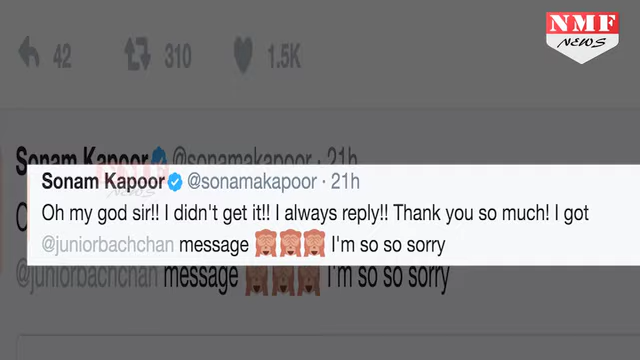 NMF
NEWS
42 310 1.5K
Sonam Kapoor @sonamakapoor · 21h
Sonam Kapoor @sonamakapoor · 21h
Oh my god sir!! I didn't get it!! I always reply!! Thank you so much! I got
@juniorbachchan message 🙈🙈🙈 I'm so so sorry
@juniorbachchan message 🙈🙈🙈 I'm so so sorry